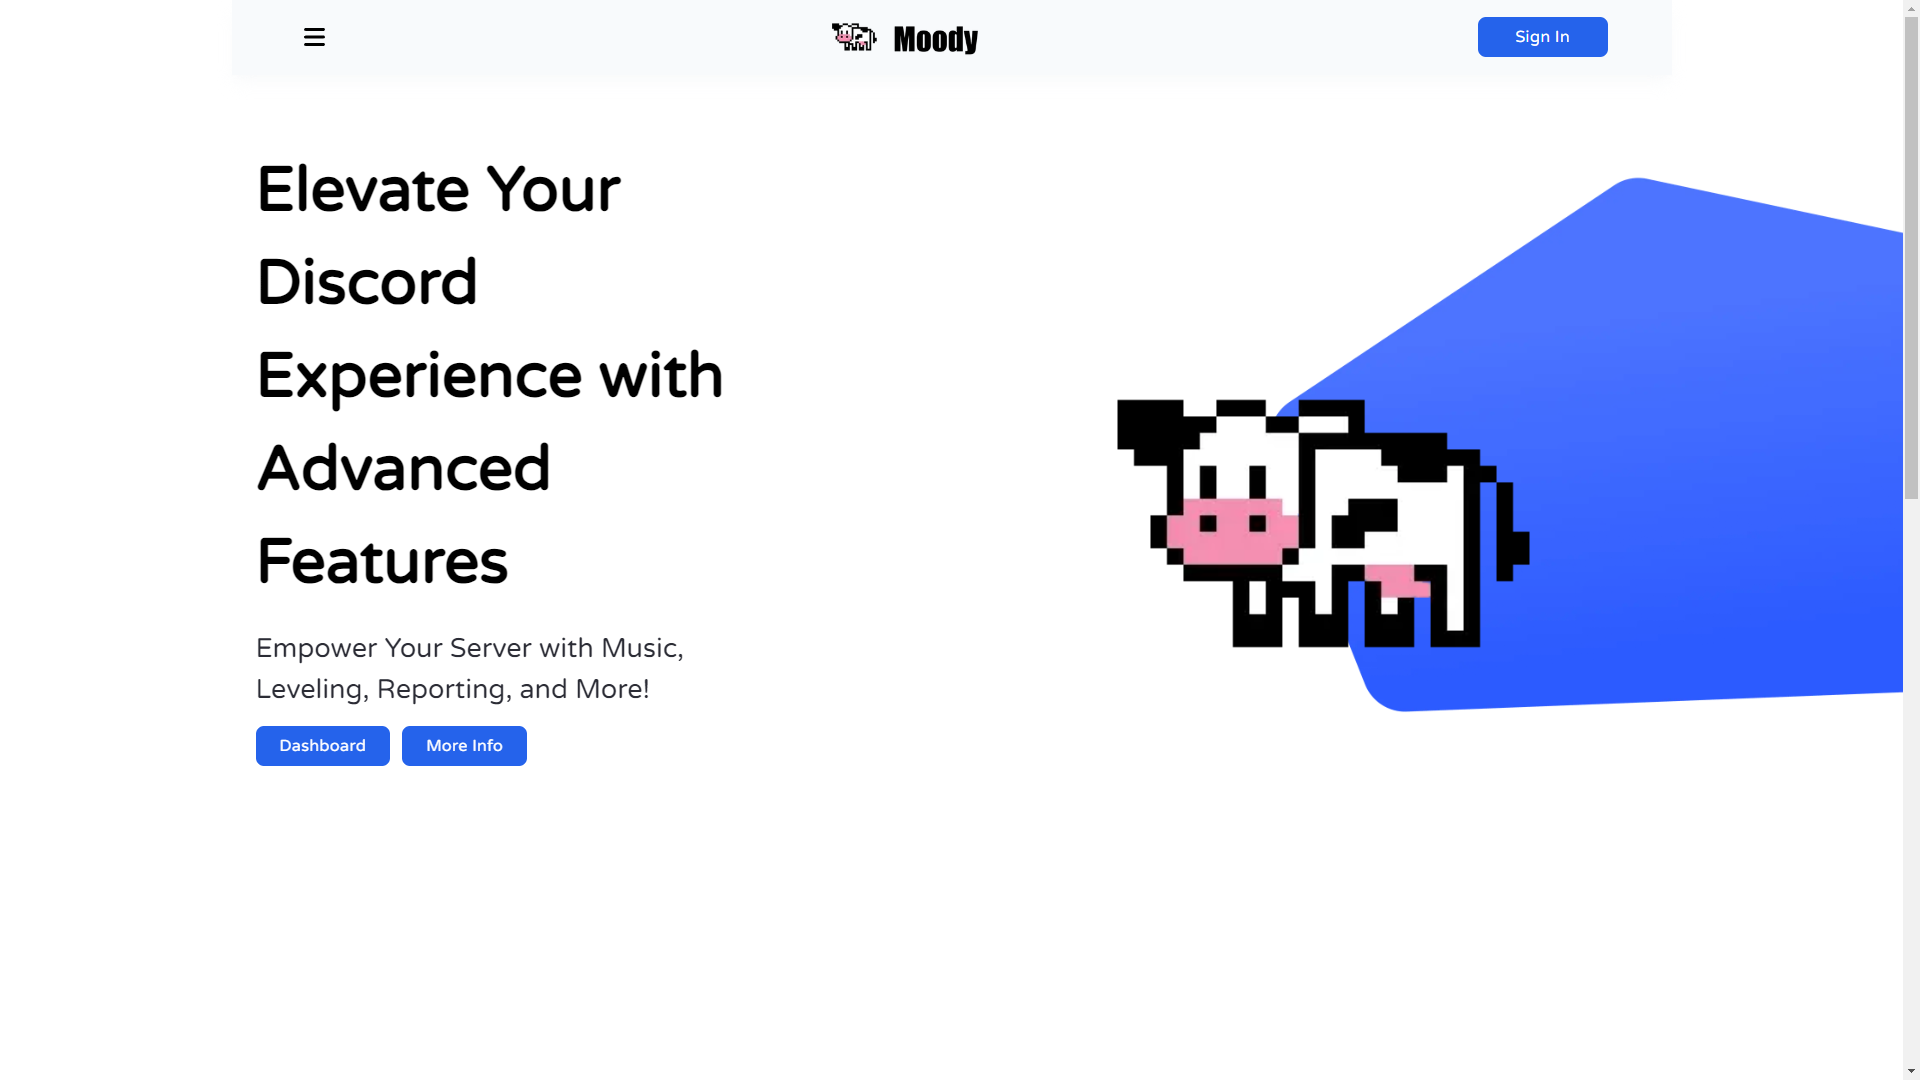 Moody
Sign In
Elevate Your
Discord
Experience with
Advanced
Features
Empower Your Server with Music,
Leveling, Reporting, and More!
Dashboard
More Info